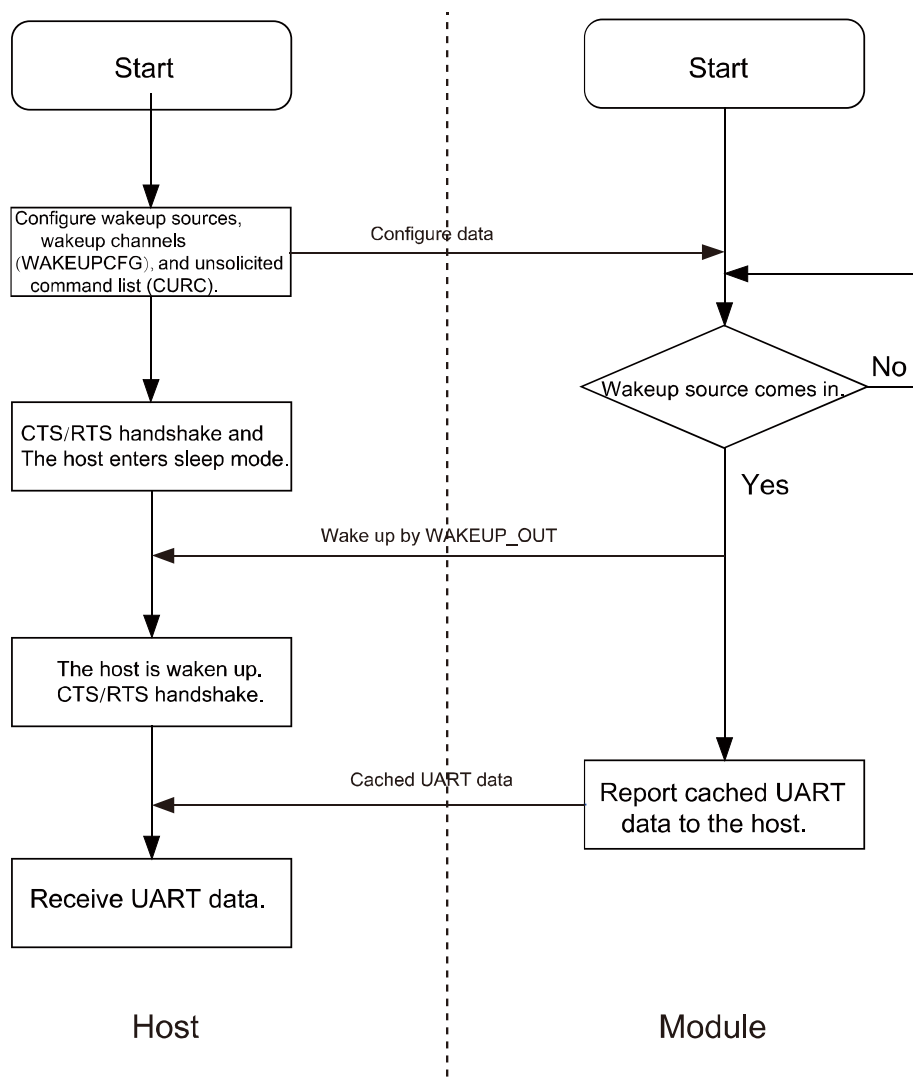 Start
Start
Configure wakeup sources,
wakeup channels
(WAKEUPCFG), and unsolicited
command list (CURC).
Configure data
Wakeup source comes in.
No
CTS/RTS handshake and
The host enters sleep mode.
Yes
Wake up by WAKEUP_OUT
The host is waken up.
CTS/RTS handshake.
Cached UART data
Report cached UART
data to the host.
Receive UART data.
Host
Module